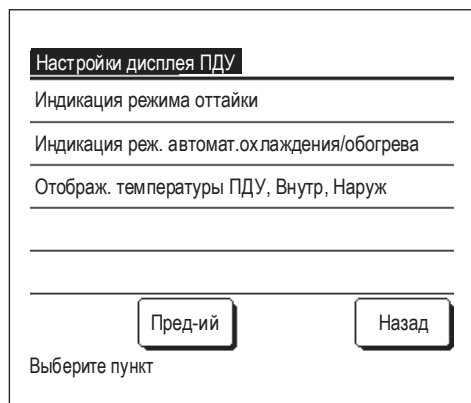 Настройки дисплея ПДУ
Индикация режима оттайки
Индикация реж. автомат.охлаждения/обогрева
Отображ. температуры ПДУ, Внутр, Наруж
Пред-ий Назад
Выберите пункт